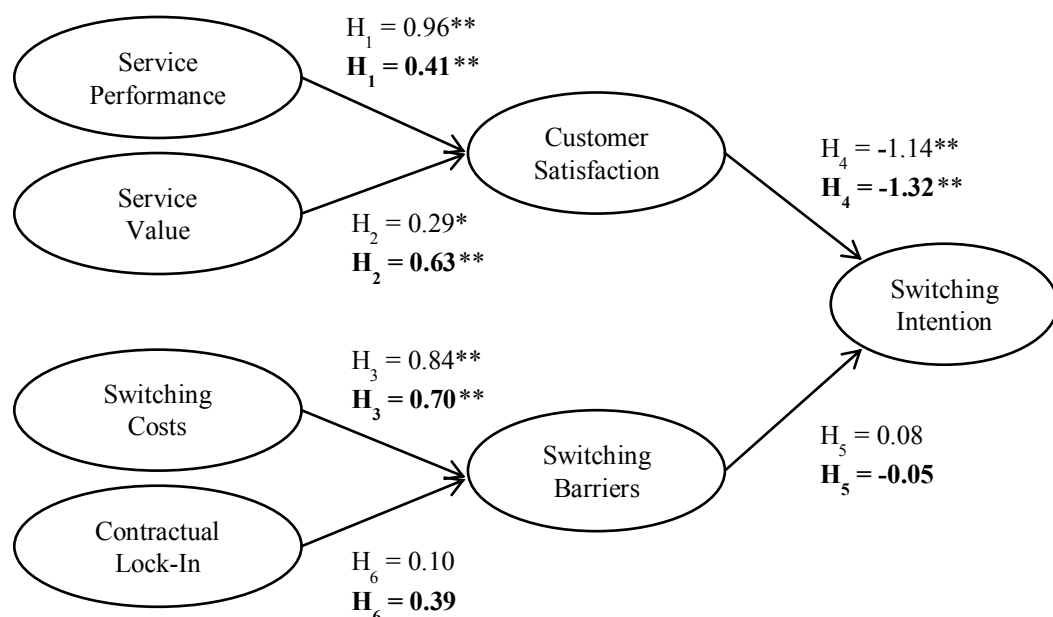 Service
Performance
H1 = 0.96**
H1 = 0.41**
Customer
Satisfaction
Service
Value
H2 = 0.29*
H2 = 0.63**
H4 = -1.14**
H4 = -1.32**
Switching
Intention
Switching
Costs
H3 = 0.84**
H3 = 0.70**
Switching
Barriers
H5 = 0.08
H5 = -0.05
Contractual
Lock-In
H6 = 0.10
H6 = 0.39